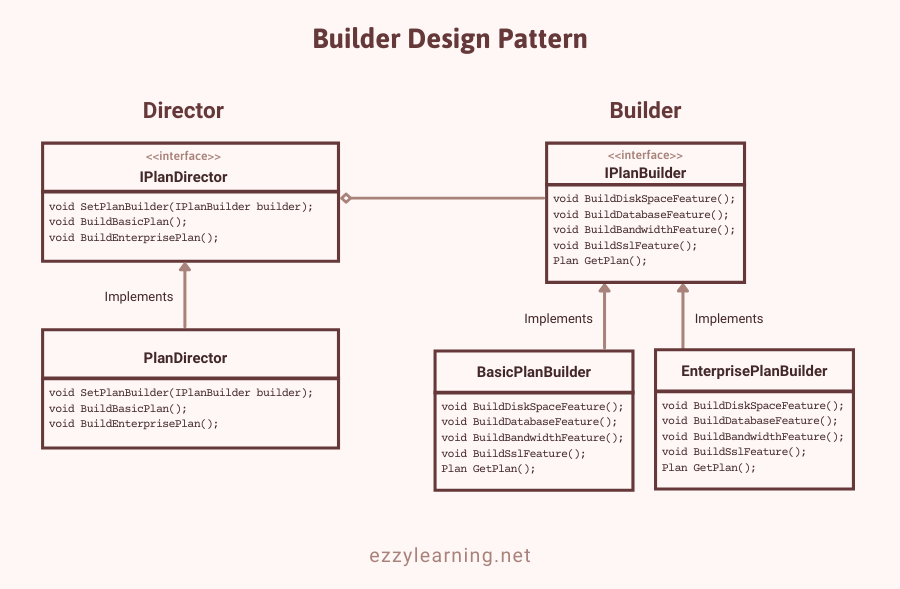 Builder Design Pattern
Director
<<interface>>
IPlanDirector
void SetPlanBuilder(IPlanBuilder builder);
void BuildBasicPlan();
void BuildEnterprisePlan();
Implements
PlanDirector
void SetPlanBuilder(IPlanBuilder builder);
void BuildBasicPlan();
void BuildEnterprisePlan();
Builder
<<interface>>
IPlanBuilder
void BuildDiskSpaceFeature();
void BuildDatabaseFeature();
void BuildBandwidthFeature();
void BuildSslFeature();
Plan GetPlan();
Implements
Implements
BasicPlanBuilder
void BuildDiskSpaceFeature();
void BuildDatabaseFeature();
void BuildBandwidthFeature();
void BuildSslFeature();
Plan GetPlan();
EnterprisePlanBuilder
void BuildDiskSpaceFeature();
void BuildDatabaseFeature();
void BuildBandwidthFeature();
void BuildSslFeature();
Plan GetPlan();
ezzylearning.net